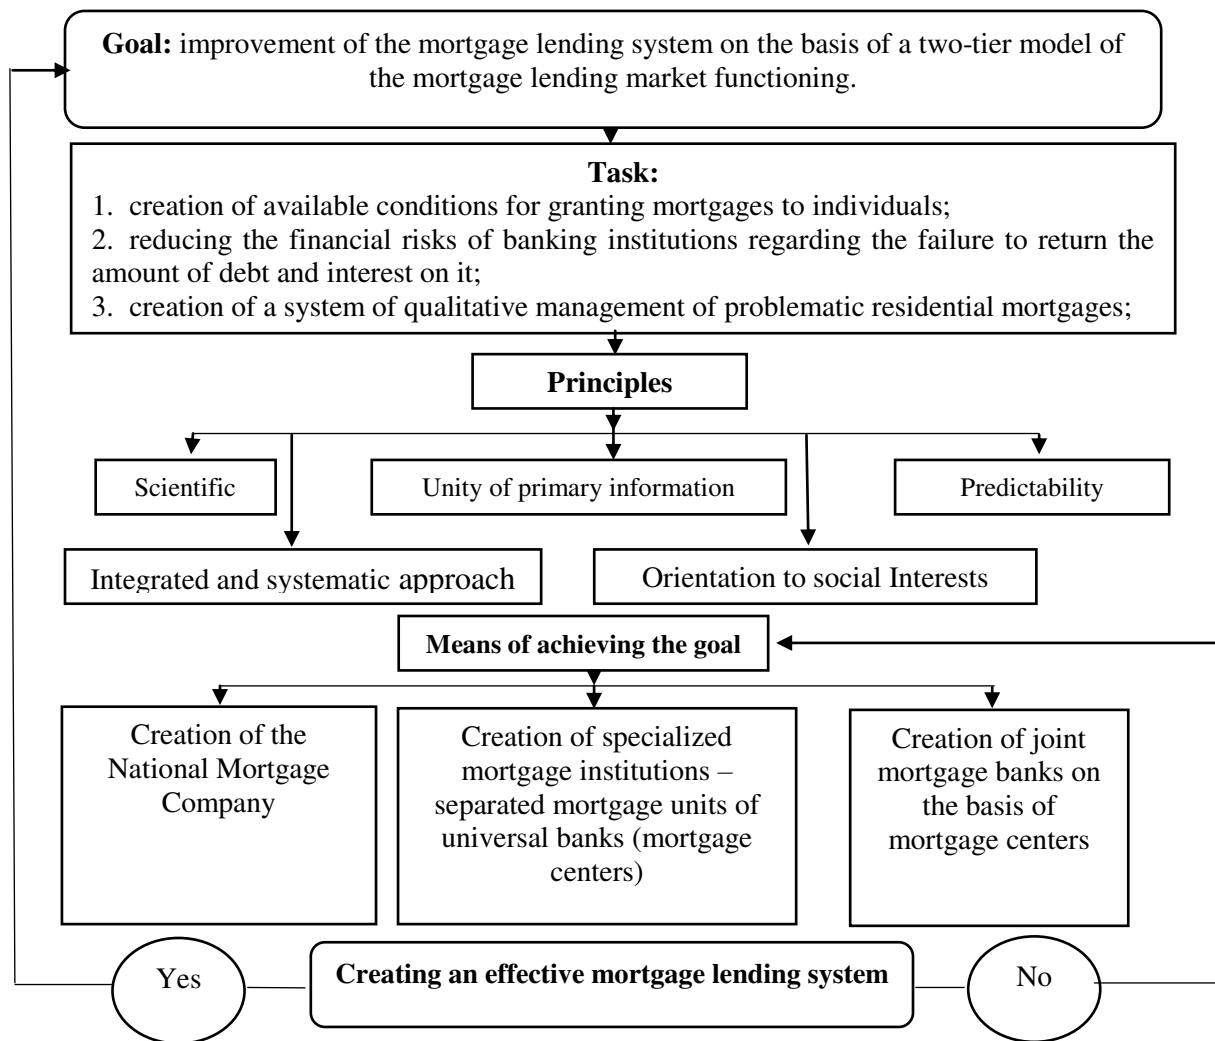 Goal: improvement of the mortgage lending system on the basis of a two-tier model of
the mortgage lending market functioning.
Task:
1. creation of available conditions for granting mortgages to individuals;
2. reducing the financial risks of banking institutions regarding the failure to return the
amount of debt and interest on it;
3. creation of a system of qualitative management of problematic residential mortgages;
Principles
Scientific
Unity of primary information
Predictability
Integrated and systematic approach
Orientation to social Interests
Means of achieving the goal
Creation of the
National Mortgage
Company
Creation of specialized
mortgage institutions –
separated mortgage units of
universal banks (mortgage
centers)
Creation of joint
mortgage banks on
the basis of
mortgage centers
Yes
Creating an effective mortgage lending system
No